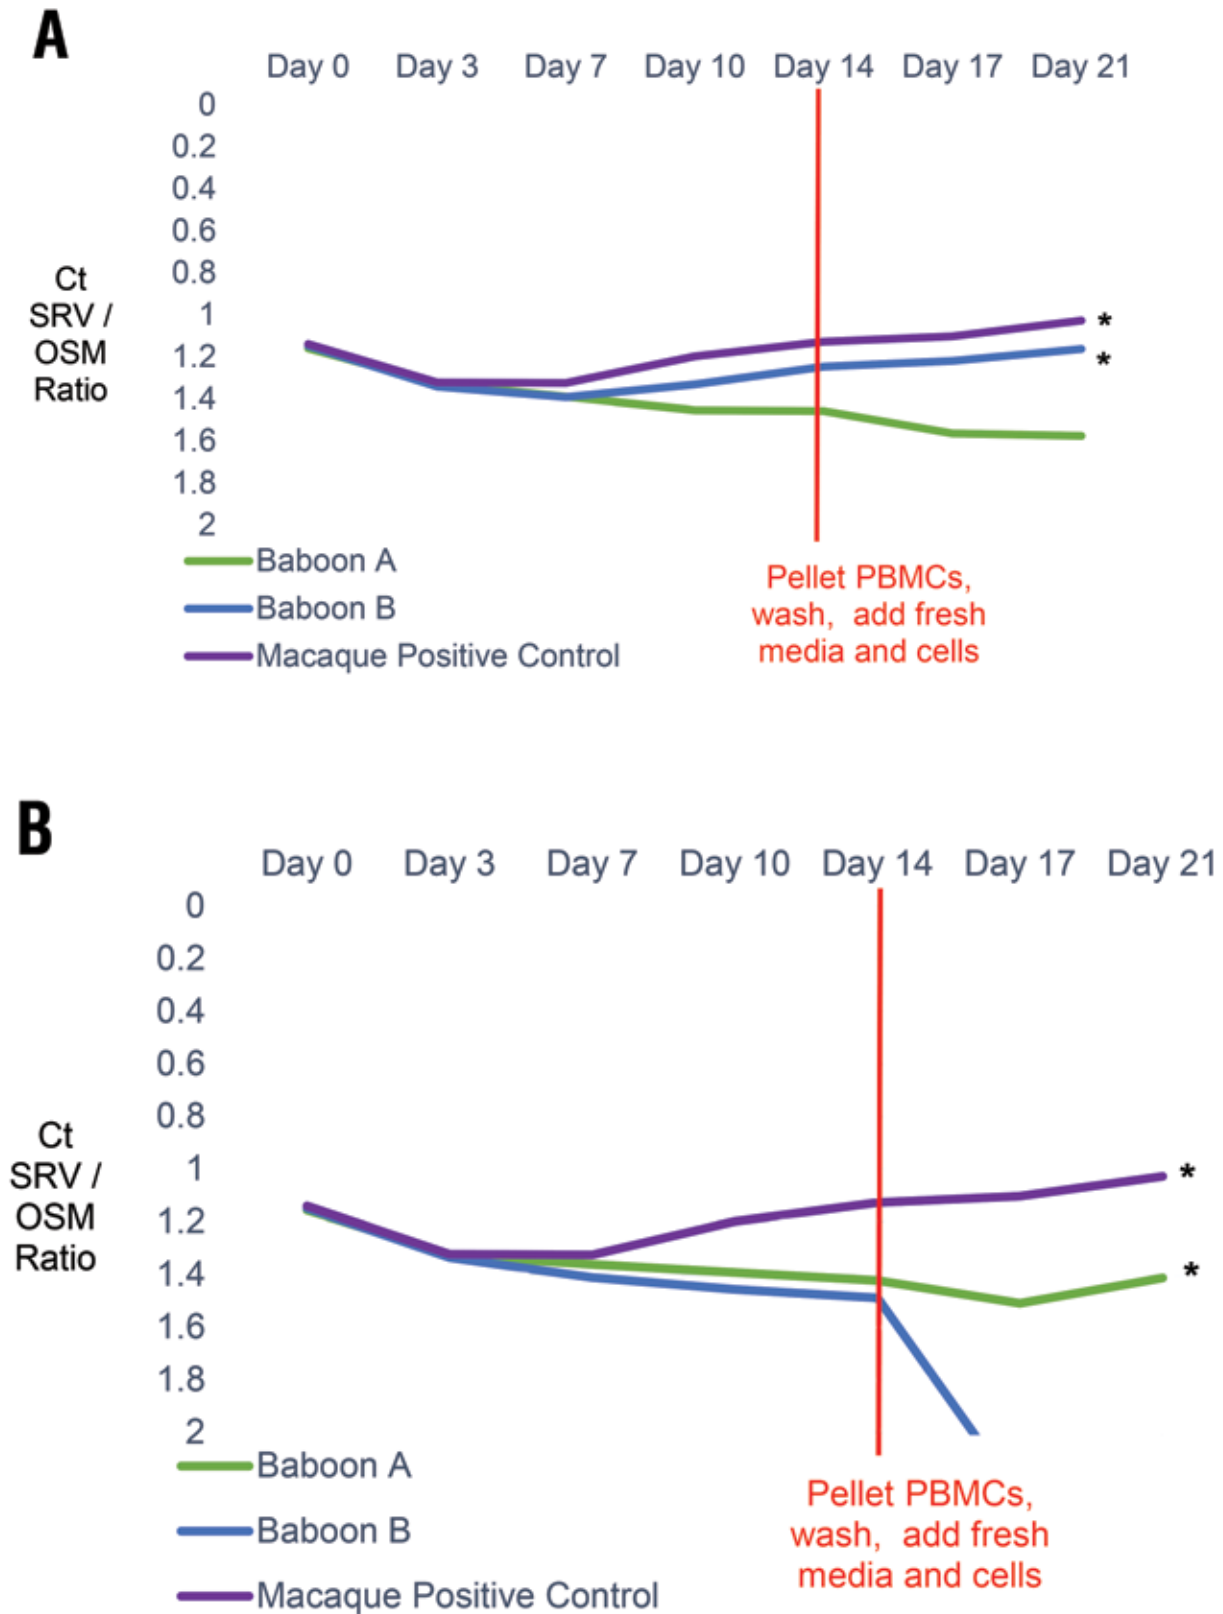 A
Day 0 Day 3 Day 7 Day 10 Day 14 Day 17 Day 21
0
0.2
0.4
0.6
0.8
1
1.2
1.4
1.6
1.8
2
Ct
SRV /
OSM
Ratio
*
*
Baboon A
Baboon B
Macaque Positive Control
Pellet PBMCs,
wash, add fresh
media and cells
B
Day 0 Day 3 Day 7 Day 10 Day 14 Day 17 Day 21
0
0.2
0.4
0.6
0.8
1
1.2
1.4
1.6
1.8
2
Ct
SRV /
OSM
Ratio
*
*
Baboon A
Baboon B
Macaque Positive Control
Pellet PBMCs,
wash, add fresh
media and cells